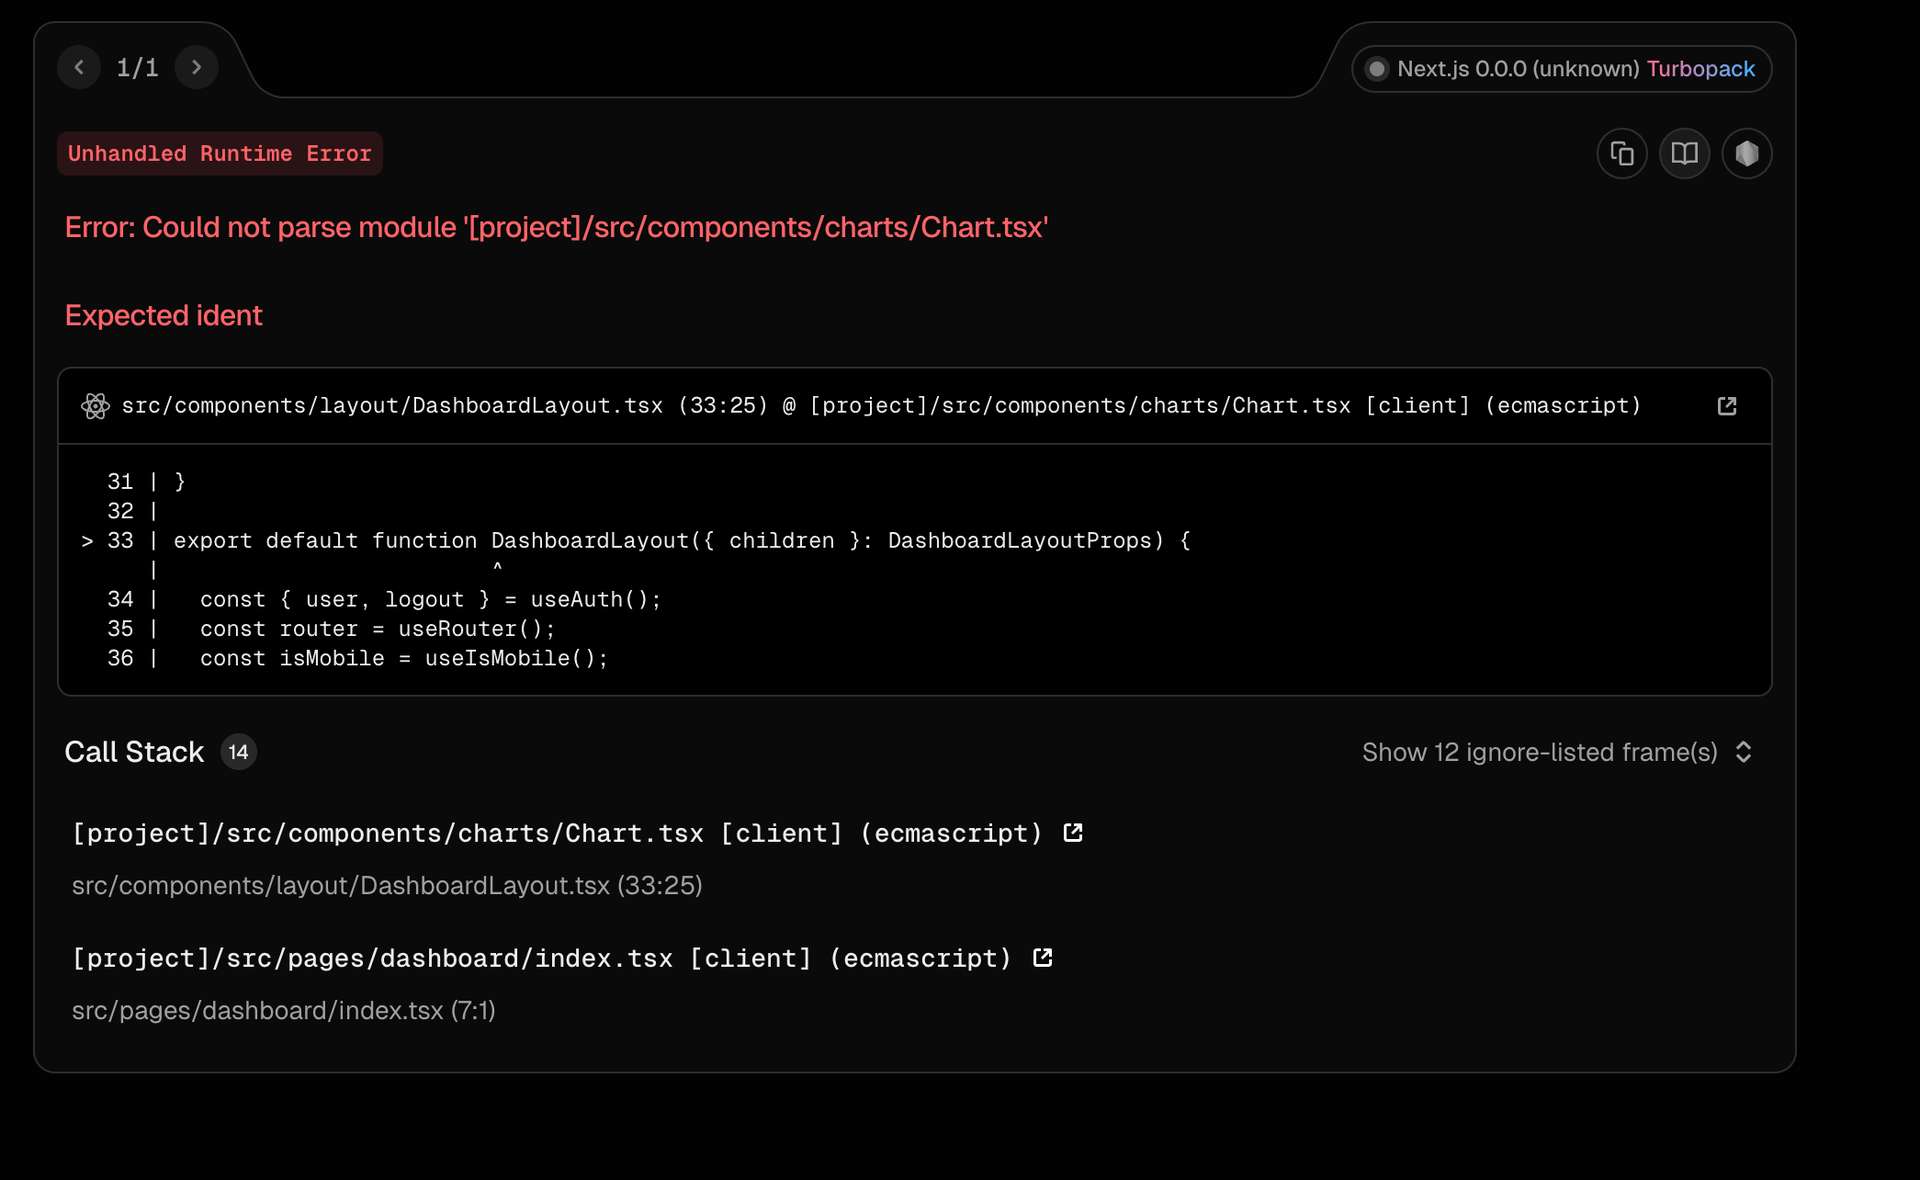 1/1
Next.js 0.0.0 (unknown) Turbopack
Unhandled Runtime Error
Error: Could not parse module '[project]/src/components/charts/Chart.tsx'
Expected ident
src/components/layout/DashboardLayout.tsx (33:25) @ [project]/src/components/charts/Chart.tsx [client] (ecmascript)
  31 | }
  32 |
> 33 | export default function DashboardLayout({ children }: DashboardLayoutProps) {
     |                         ^
  34 |   const { user, logout } = useAuth();
  35 |   const router = useRouter();
  36 |   const isMobile = useIsMobile();
Call Stack 14
Show 12 ignore-listed frame(s)
[project]/src/components/charts/Chart.tsx [client] (ecmascript)
src/components/layout/DashboardLayout.tsx (33:25)
[project]/src/pages/dashboard/index.tsx [client] (ecmascript)
src/pages/dashboard/index.tsx (7:1)